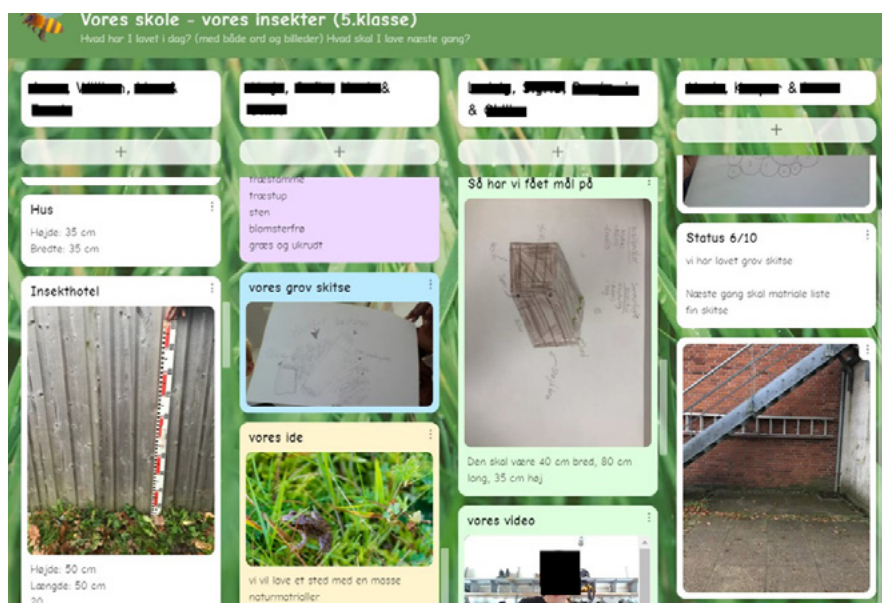 Vores skole - vores insekter (5.klasse)
Hvad har I lavet i dag? (med både ord og billeder) Hvad skal I lave næste gang?
&
&
& 
&
+
+
+
+
Hus
Højde: 35 cm
Bredte: 35 cm
Insekthotel
Højde: 50 cm
Længde: 50 cm
20
træstamme
træstup
sten
blomsterfrø
græs og ukrudt
vores grov skitse
vores ide
vi vil lave et sted med en masse
naturmatrialler
Så har vi fået mål på
Den skal være 40 cm bred, 80 cm
lang, 35 cm høj
vores video
Status 6/10
vi har lavet grov skitse
Næste gang skal matriale liste
fin skitse